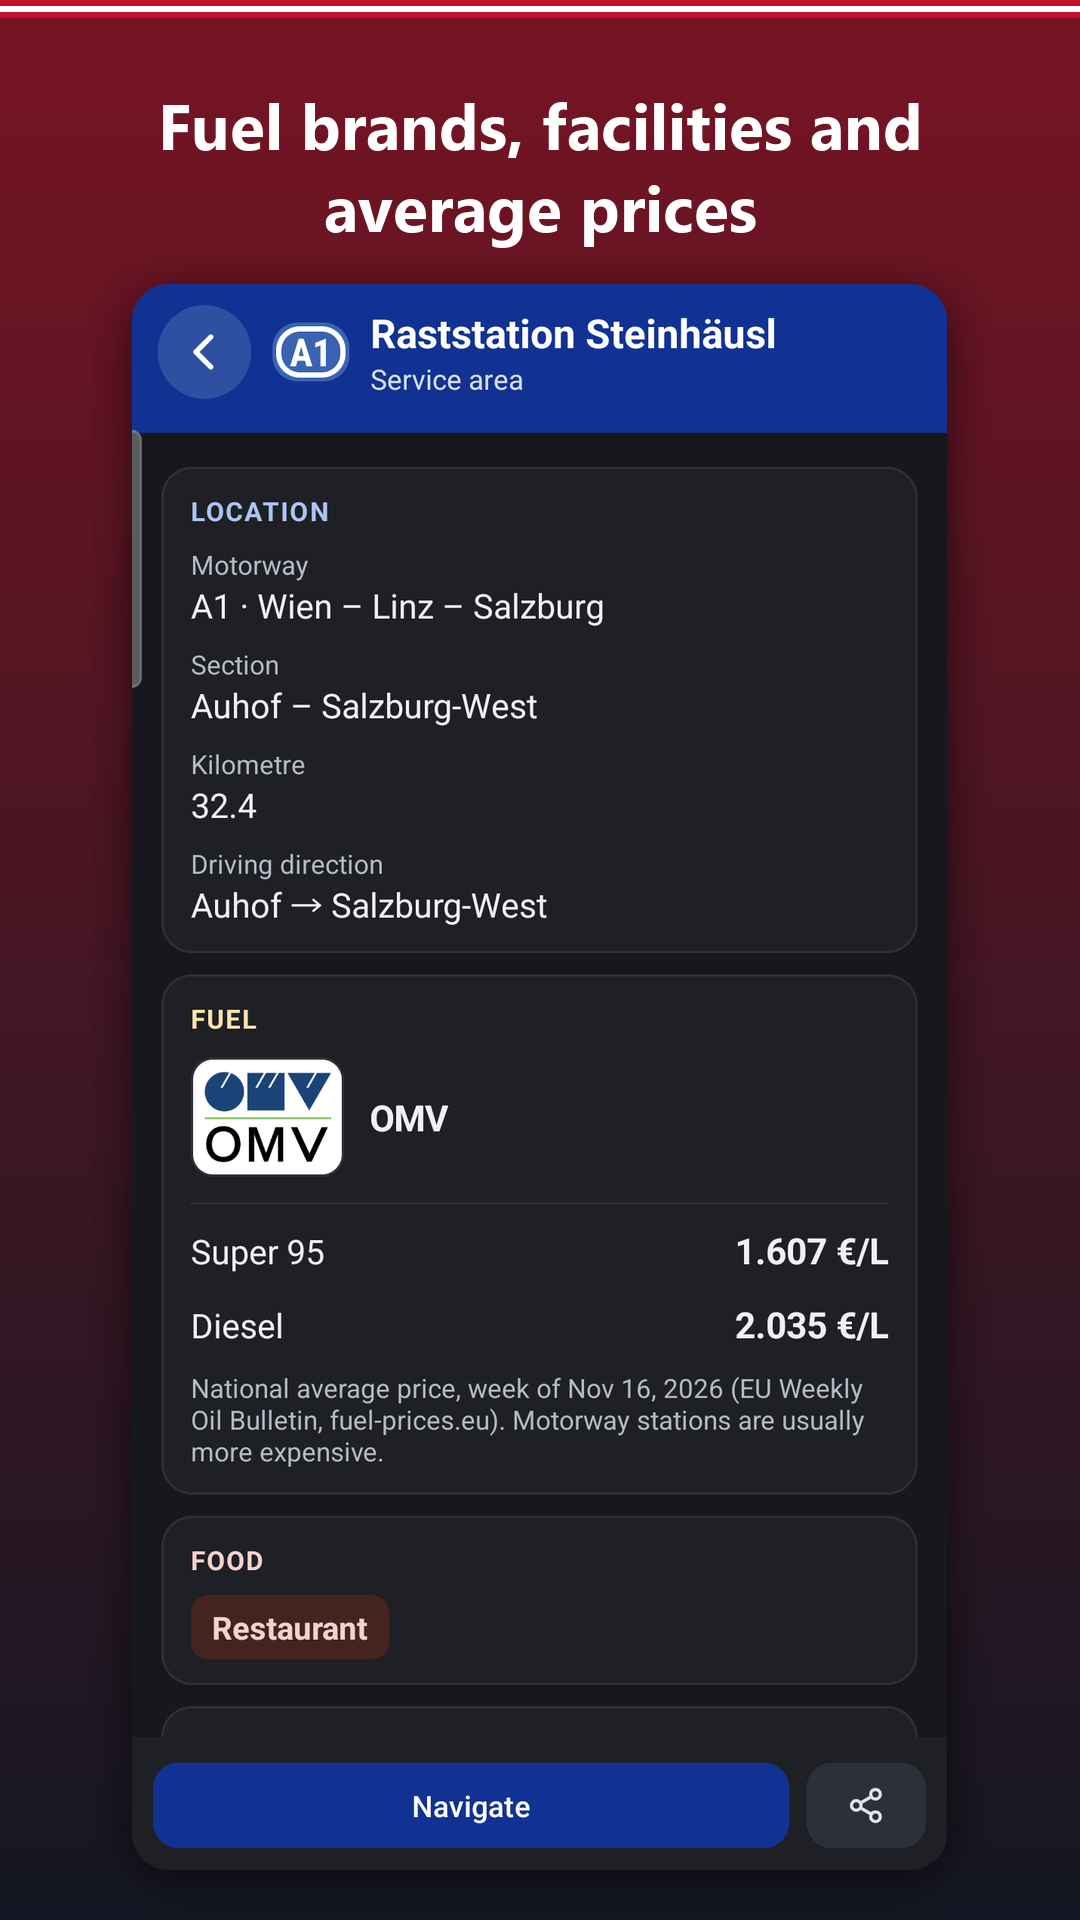 Fuel brands, facilities and
average prices
A1
Raststation Steinhäusl
Service area
LOCATION
Motorway
A1 · Wien – Linz – Salzburg
Section
Auhof – Salzburg-West
Kilometre
32.4
Driving direction
Auhof → Salzburg-West
FUEL
OMV
OMV
OMV
Super 95 1.607 €/L
Diesel 2.035 €/L
National average price, week of Nov 16, 2026 (EU Weekly
Oil Bulletin, fuel-prices.eu). Motorway stations are usually
more expensive.
FOOD
Restaurant
Navigate